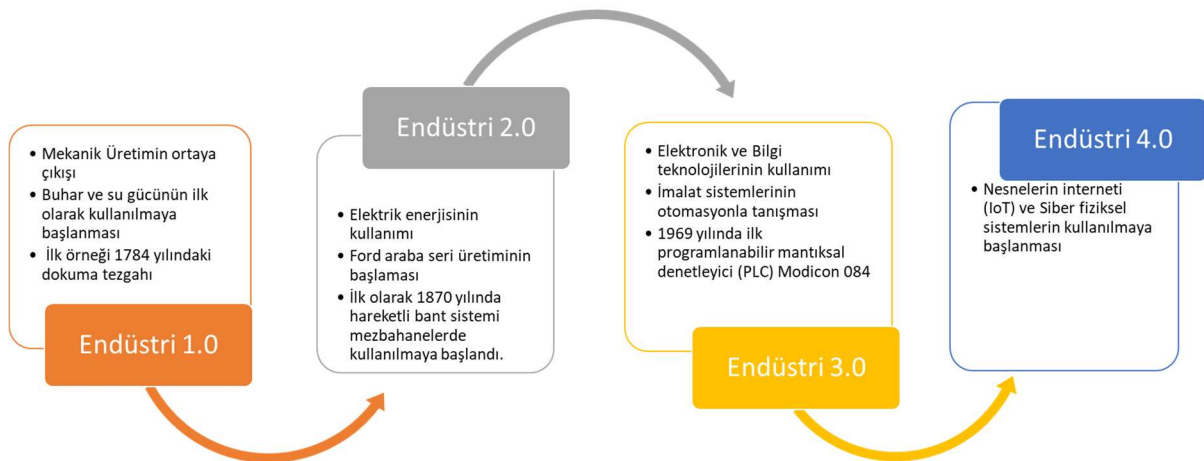 • Mekanik Üretimin ortaya
çıkışı
• Buhar ve su gücünün ilk
olarak kullanılmaya
başlanması
• İlk örneği 1784 yılındaki
dokuma tezgahı
Endüstri 1.0
Endüstri 2.0
• Elektrik enerjisinin
kullanımı
• Ford araba seri üretiminin
başlaması
• İlk olarak 1870 yılında
hareketli bant sistemi
mezbahanelerde
kullanılmaya başlandı.
• Elektronik ve Bilgi
teknolojilerinin kullanımı
• İmalat sistemlerinin
otomasyonla tanışması
• 1969 yılında ilk
programlanabilir mantıksal
denetleyici (PLC) Modicon 084
Endüstri 3.0
Endüstri 4.0
• Nesnelerin interneti
(IoT) ve Siber fiziksel
sistemlerin kullanılmaya
başlanması